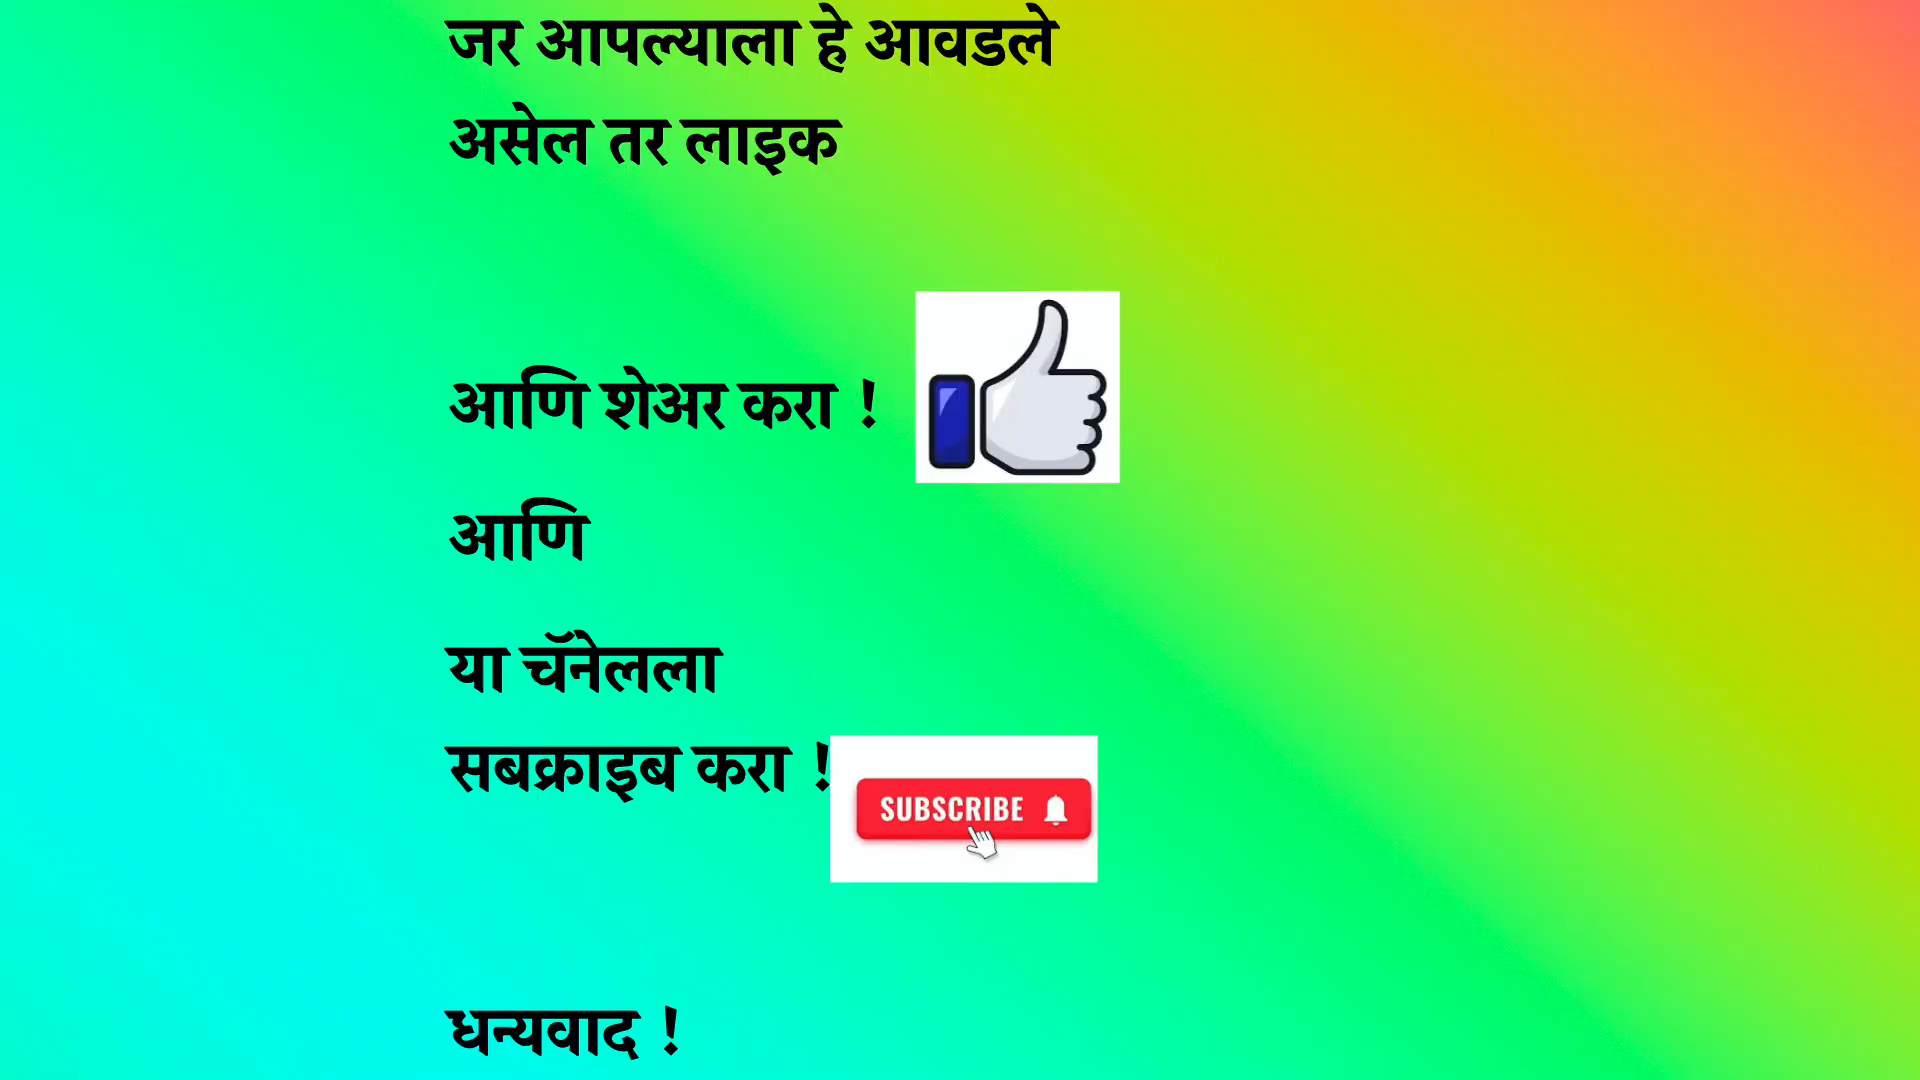 जर आपल्याला हे आवडले
असेल तर लाइक
आणि शेअर करा !
आणि
या चॅनेलला
सबक्राइब करा !
SUBSCRIBE
धन्यवाद !